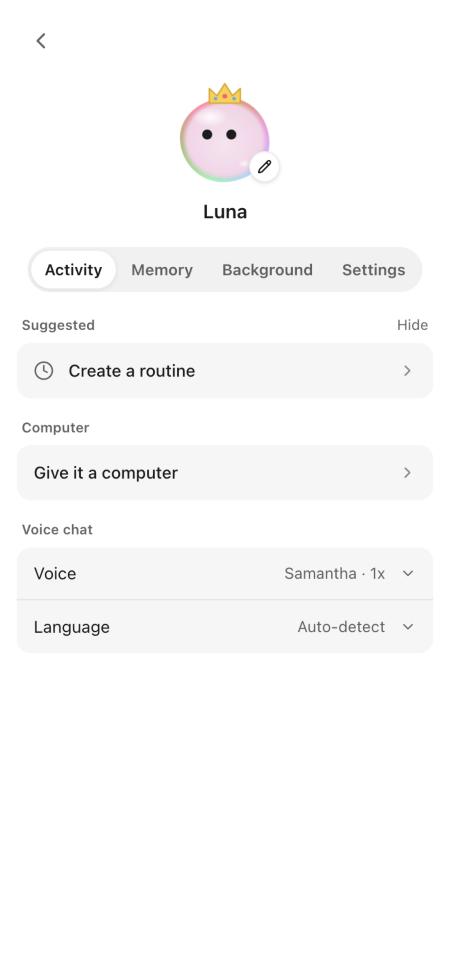 Luna
Activity Memory Background Settings
Suggested Hide
Create a routine
Computer
Give it a computer
Voice chat
Voice Samantha · 1x
Language Auto-detect